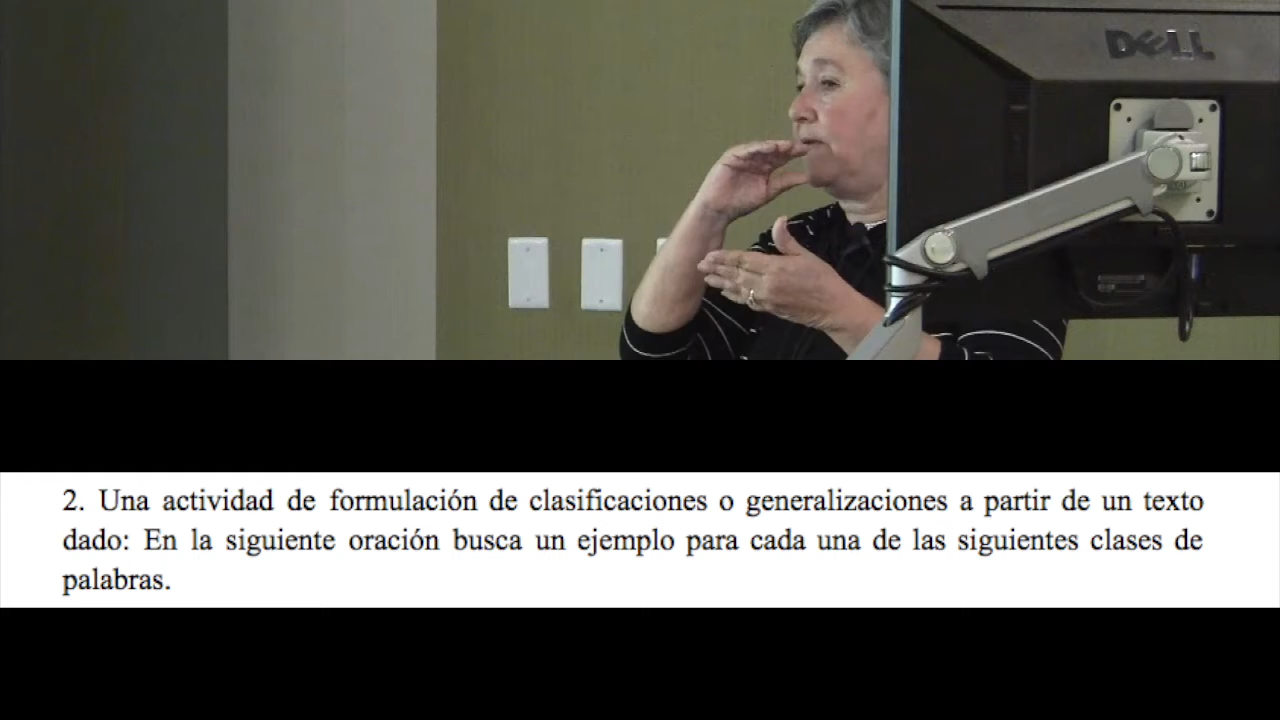 DELL
2. Una actividad de formulación de clasificaciones o generalizaciones a partir de un texto
dado: En la siguiente oración busca un ejemplo para cada una de las siguientes clases de
palabras.